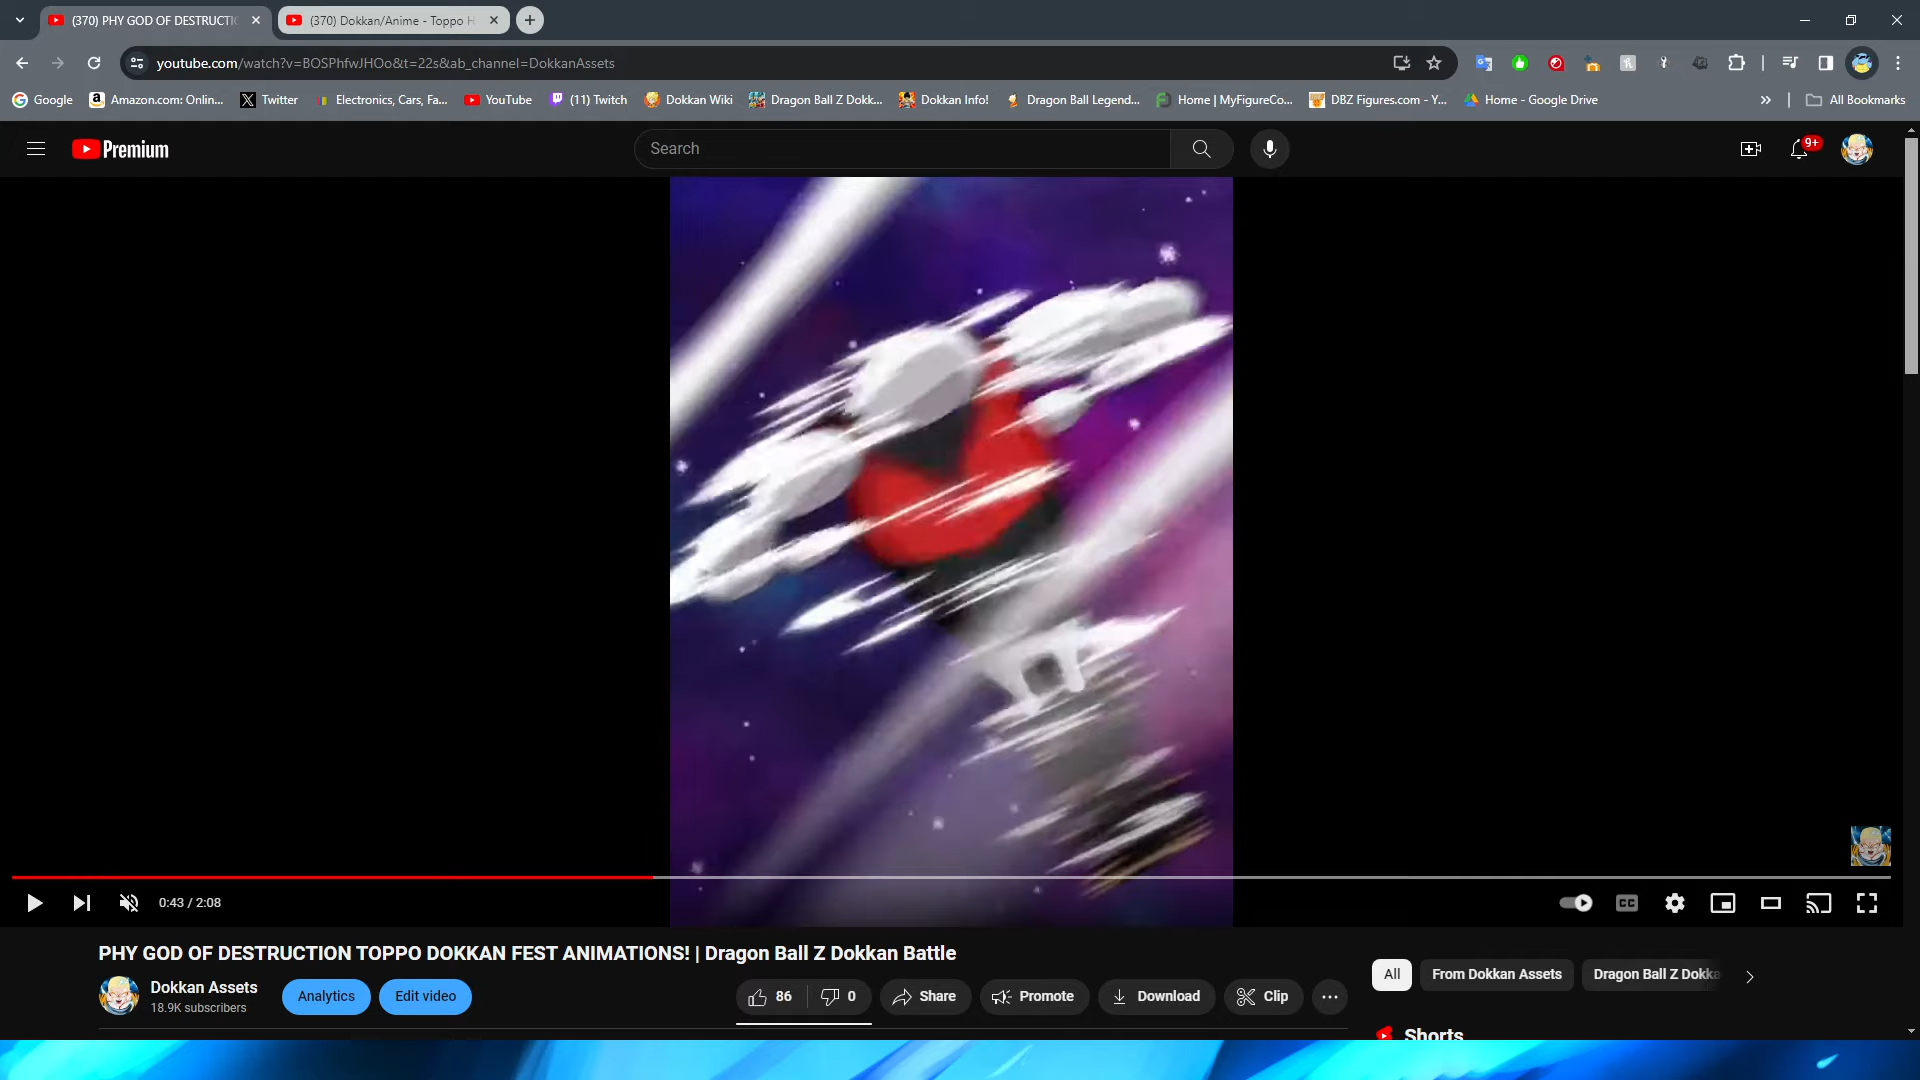 (370) PHY GOD OF DESTRUCTIO
(370) Dokkan/Anime - Toppo H
youtube.com/watch?v=BOSPhfwJHOo&t=22s&ab_channel=DokkanAssets
Google
Amazon.com: Onlin...
Twitter
Electronics, Cars, Fa...
YouTube
(11) Twitch
Dokkan Wiki
Dragon Ball Z Dokk...
Dokkan Info!
Dragon Ball Legend...
Home | MyFigureCo...
DBZ Figures.com - Y...
Home - Google Drive
All Bookmarks
Premium
Search
9+
0:43 / 2:08
CC
PHY GOD OF DESTRUCTION TOPPO DOKKAN FEST ANIMATIONS! | Dragon Ball Z Dokkan Battle
Dokkan Assets
18.9K subscribers
Analytics
Edit video
86
0
Share
Promote
Download
Clip
All
From Dokkan Assets
Dragon Ball Z Dokka
Shorts